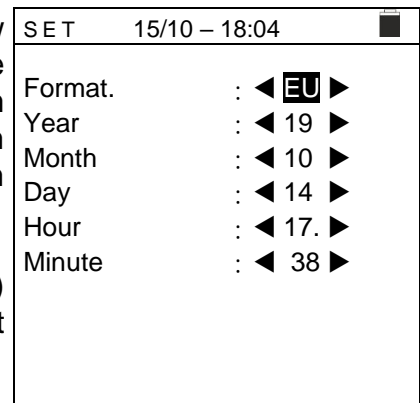 SET 15/10 – 18:04
Format. : ◀ EU ▶
Year : ◀ 19 ▶
Month : ◀ 10 ▶
Day : ◀ 14 ▶
Hour : ◀ 17. ▶
Minute : ◀ 38 ▶